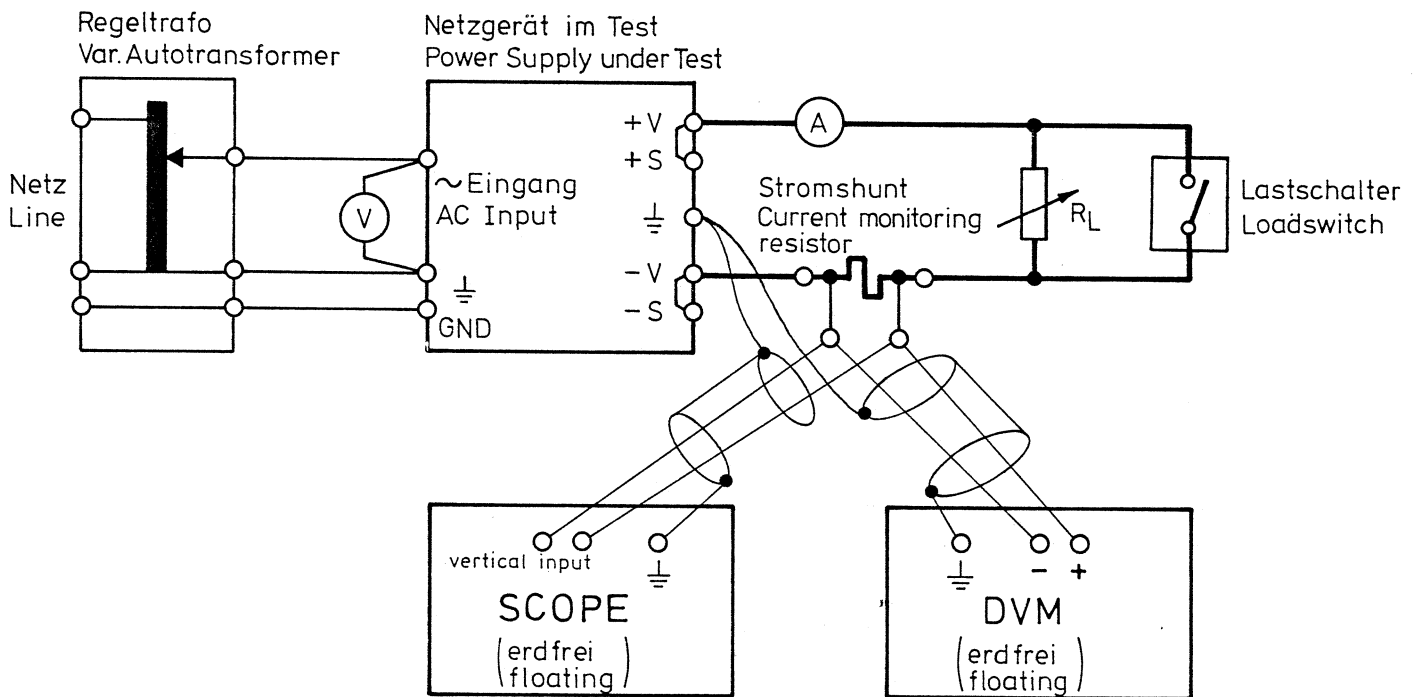 Regeltrafo
Var. Autotransformer
Netzgerät im Test
Power Supply under Test
Netz
Line
V
~Eingang
AC Input
⏚
GND
+V
+S
⏚
-V
-S
A
Stromshunt
Current monitoring
resistor
RL
Lastschalter
Loadswitch
vertical input
⏚
SCOPE
(erdfrei
floating)
⏚
- +
DVM
(erdfrei
floating)